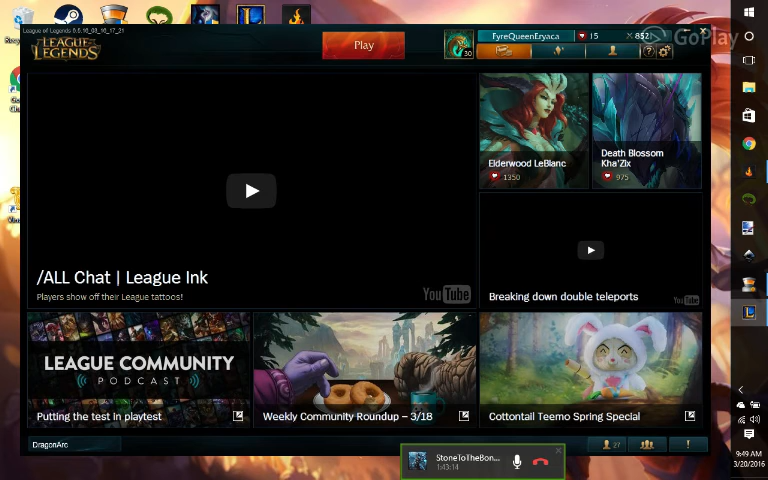 League of Legends 6.5.16_03_16_17_21
LEAGUE of LEGENDS
Play
30
FyreQueenEryaca
15
852
GoPlay
Elderwood LeBlanc
1350
Death Blossom
Kha'Zix
975
/ALL Chat | League Ink
Players show off their League tattoos!
YouTube
Breaking down double teleports
YouTube
LEAGUE COMMUNITY
PODCAST
Putting the test in playtest
Weekly Community Roundup – 3/18
Cottontail Teemo Spring Special
DragonArc
27
StoneToTheBon...
1:43:14
9:49 AM
3/20/2016